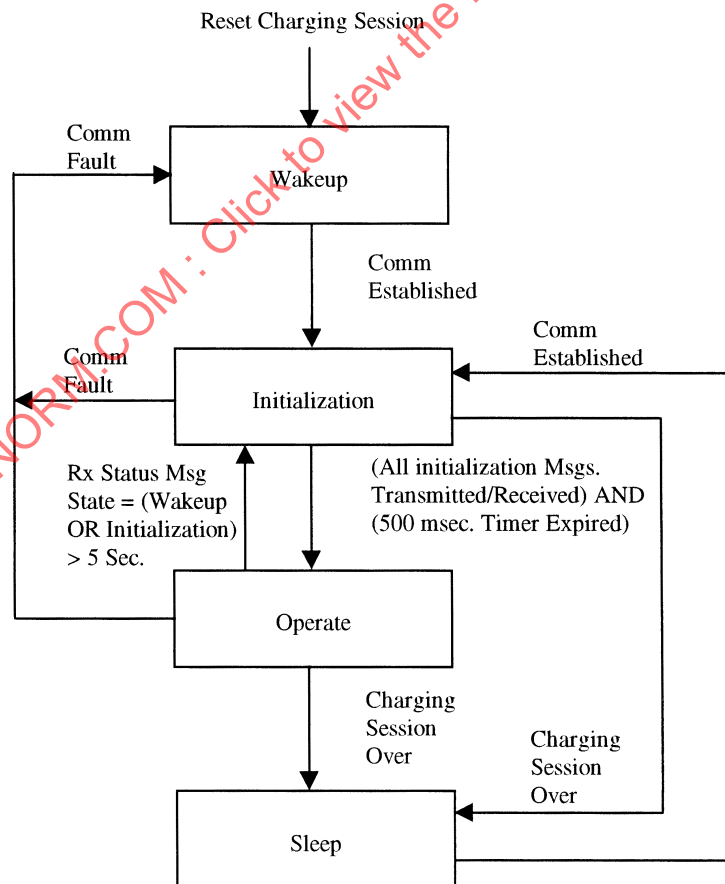 Reset Charging Session
Comm
Fault
Wakeup
Comm
Established
Comm
Established
Comm
Fault
Initialization
Rx Status Msg
State = (Wakeup
OR Initialization)
> 5 Sec.
(All initialization Msgs.
Transmitted/Received) AND
(500 msec. Timer Expired)
Operate
Charging
Session
Over
Charging
Session
Over
Sleep
NORM.COM : Click to view the